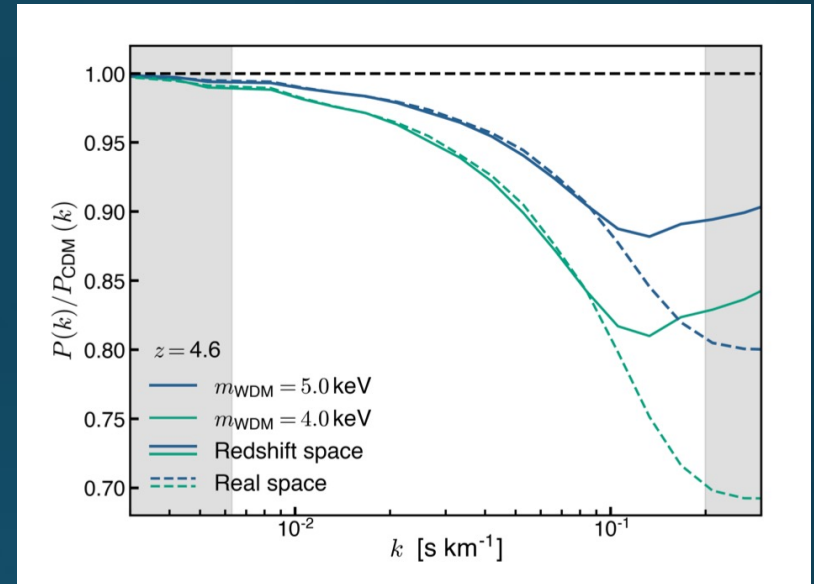 1.00
0.95
0.90
0.85
0.80
0.75
0.70
P(k)/P_CDM (k)
z = 4.6
m_WDM = 5.0 keV
m_WDM = 4.0 keV
Redshift space
Real space
10^-2
10^-1
k [s km^-1]